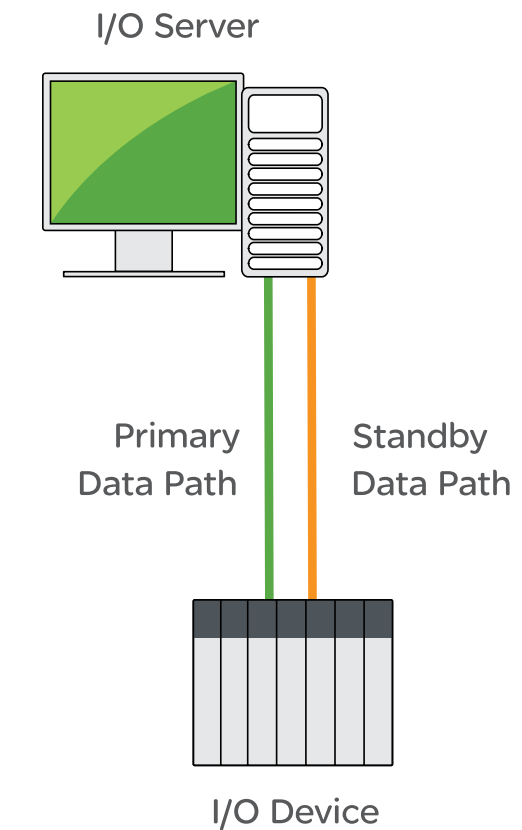 I/O Server
Primary
Data Path
Standby
Data Path
I/O Device